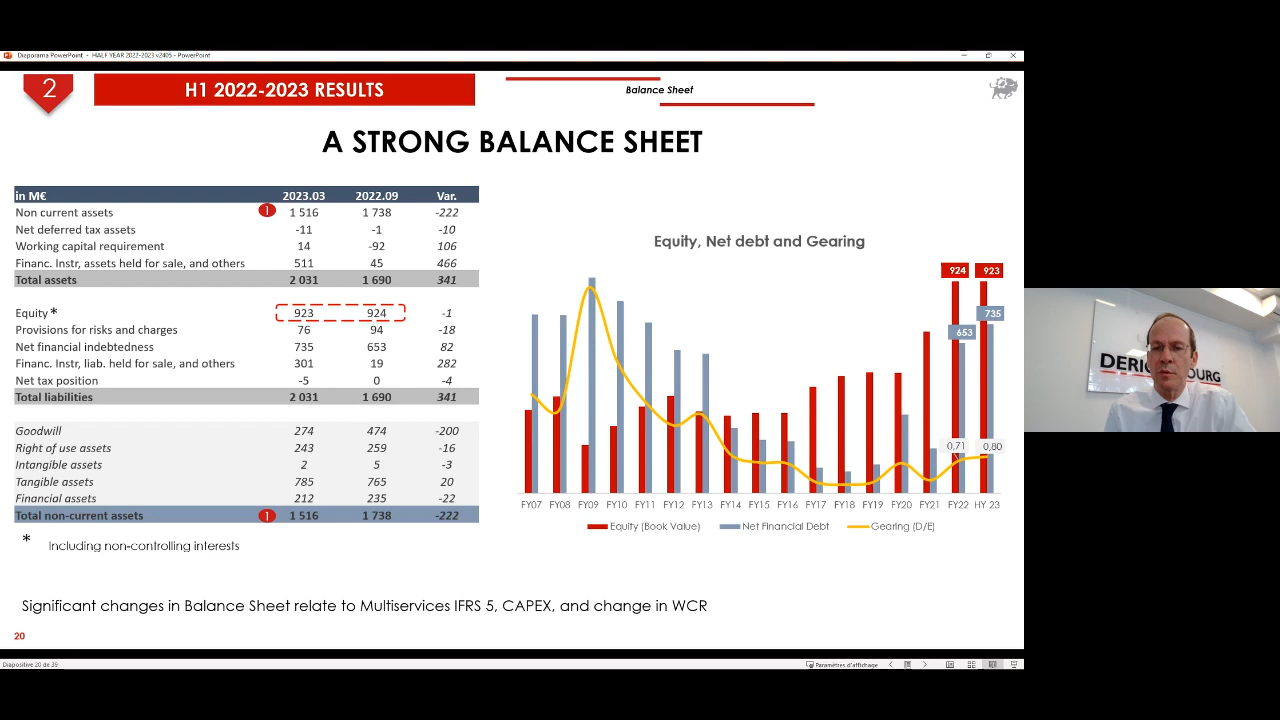 Diaporama PowerPoint - HALF YEAR 2022-2023 v2405 - PowerPoint
2
H1 2022-2023 RESULTS
Balance Sheet
A STRONG BALANCE SHEET
in M€ 2023.03 2022.09 Var.
Non current assets 1 1 516 1 738 -222
Net deferred tax assets -11 -1 -10
Working capital requirement 14 -92 106
Financ. Instr, assets held for sale, and others 511 45 466
Total assets 2 031 1 690 341
Equity * 923 924 -1
Provisions for risks and charges 76 94 -18
Net financial indebtedness 735 653 82
Financ. Instr, liab. held for sale, and others 301 19 282
Net tax position -5 0 -4
Total liabilities 2 031 1 690 341
Goodwill 274 474 -200
Right of use assets 243 259 -16
Intangible assets 2 5 -3
Tangible assets 785 765 20
Financial assets 212 235 -22
Total non-current assets 1 1 516 1 738 -222
* Including non-controlling interests
Equity, Net debt and Gearing
924 923
735
653
0,71 0,80
FY07 FY08 FY09 FY10 FY11 FY12 FY13 FY14 FY15 FY16 FY17 FY18 FY19 FY20 FY21 FY22 HY 23
Equity (Book Value) Net Financial Debt Gearing (D/E)
Significant changes in Balance Sheet relate to Multiservices IFRS 5, CAPEX, and change in WCR
20
Diapositive 20 de 39
Paramètres d'affichage